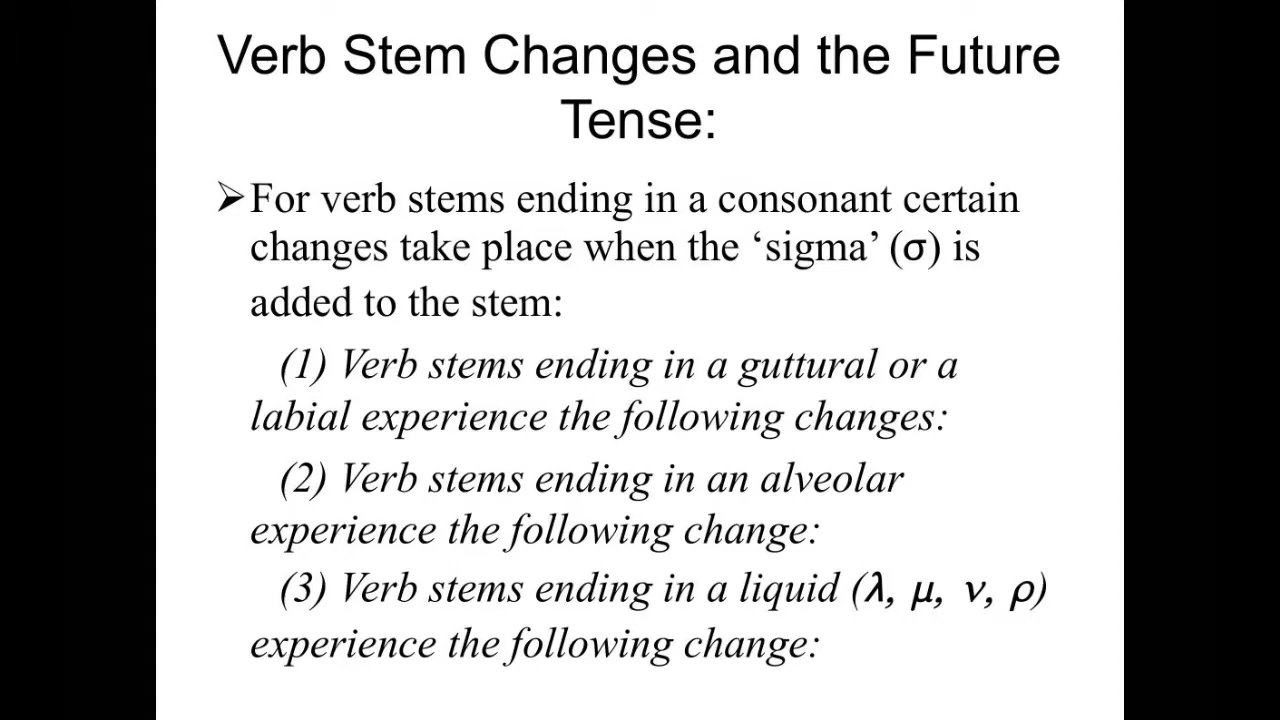 Verb Stem Changes and the Future
Tense:
➢For verb stems ending in a consonant certain
changes take place when the ‘sigma’ (σ) is
added to the stem:
(1) Verb stems ending in a guttural or a
labial experience the following changes:
(2) Verb stems ending in an alveolar
experience the following change:
(3) Verb stems ending in a liquid (λ, μ, ν, ρ)
experience the following change: